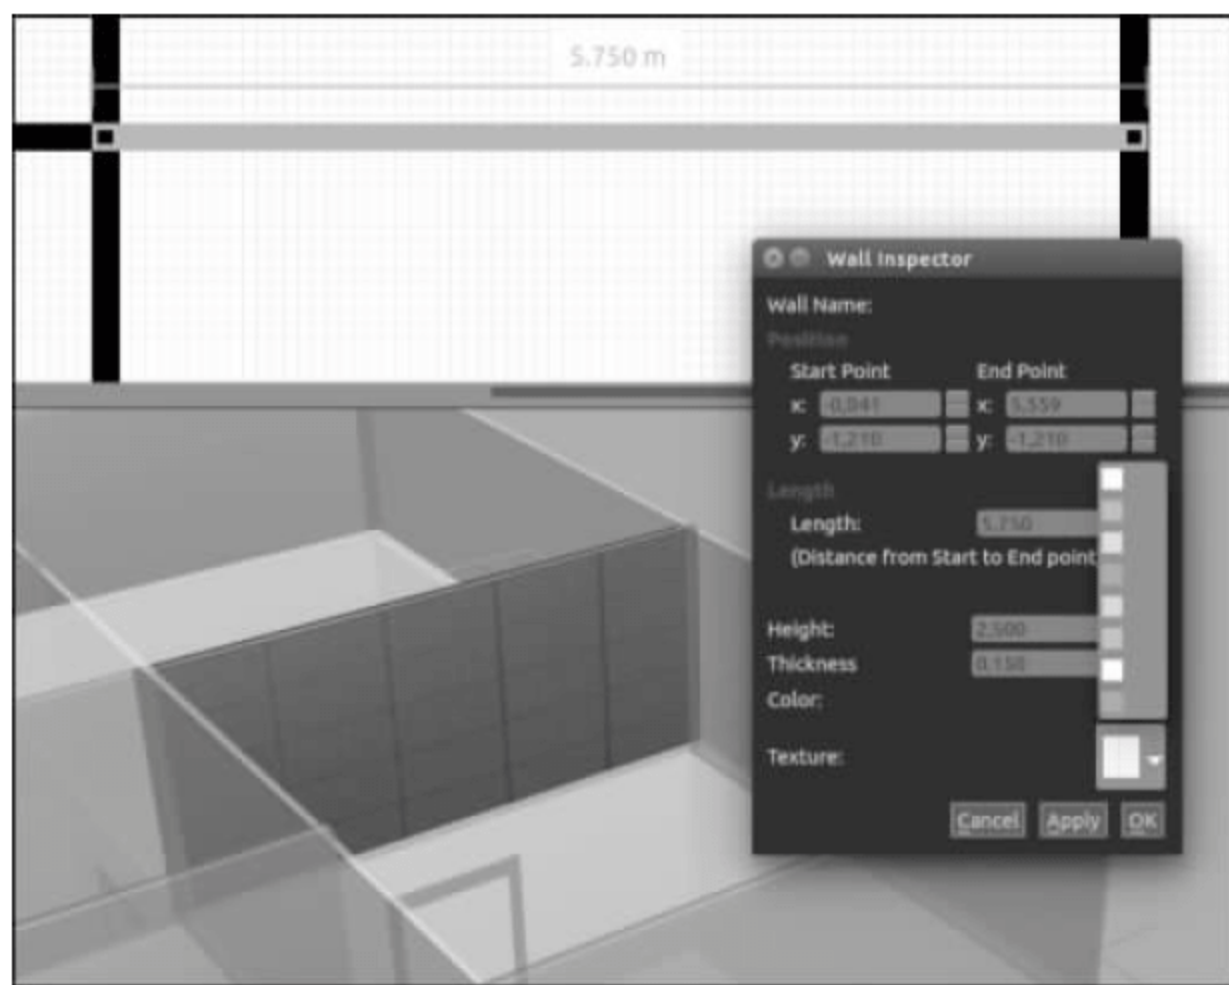 5.750 m
Wall Inspector
Wall Name:
Position
Start Point End Point
x: -0,841 x: 5,559
y: -1,210 y: -1,210
Length
Length: 5.750
(Distance from Start to End point
Height: 2.500
Thickness 0.150
Color:
Texture:
Cancel Apply OK